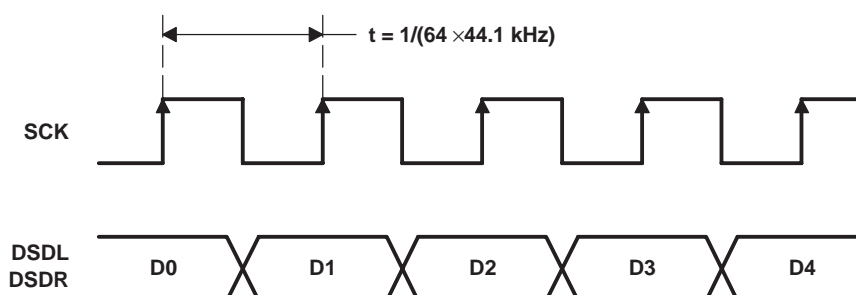 t = 1/(64 ×44.1 kHz)
SCK
DSDL
DSDR
D0 D1 D2 D3 D4